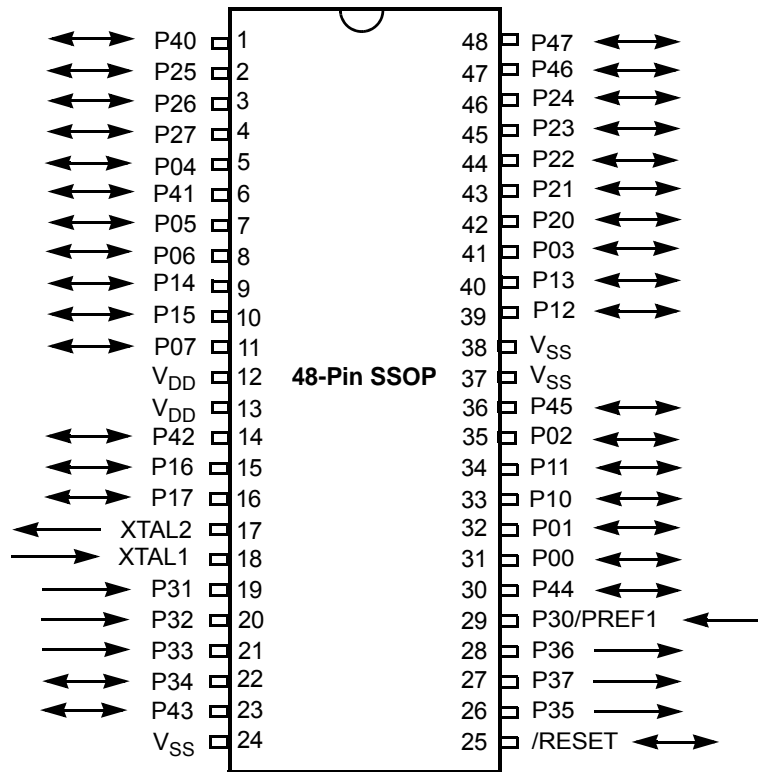 P40 1 48 P47
P25 2 47 P46
P26 3 46 P24
P27 4 45 P23
P04 5 44 P22
P41 6 43 P21
P05 7 42 P20
P06 8 41 P03
P14 9 40 P13
P15 10 39 P12
P07 11 38 VSS
VDD 12 48-Pin SSOP 37 VSS
VDD 13 36 P45
P42 14 35 P02
P16 15 34 P11
P17 16 33 P10
XTAL2 17 32 P01
XTAL1 18 31 P00
P31 19 30 P44
P32 20 29 P30/PREF1
P33 21 28 P36
P34 22 27 P37
P43 23 26 P35
VSS 24 25 /RESET